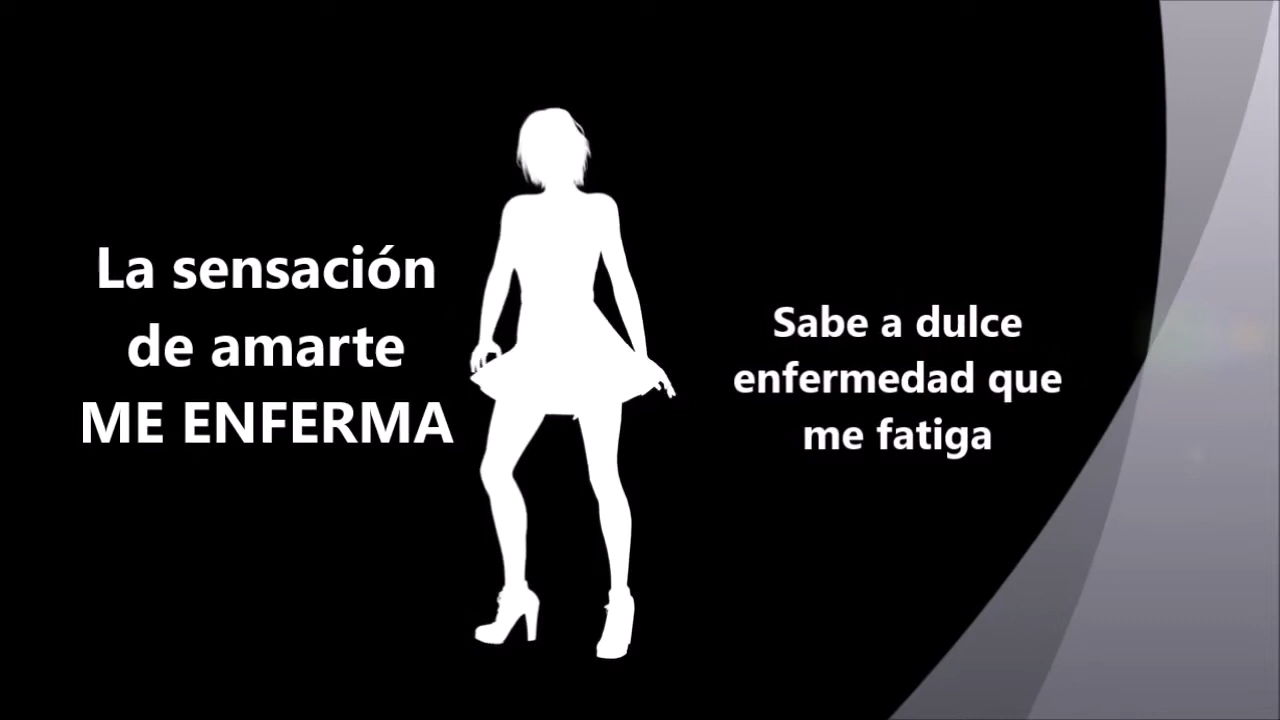 La sensación
de amarte
ME ENFERMA
Sabe a dulce
enfermedad que
me fatiga